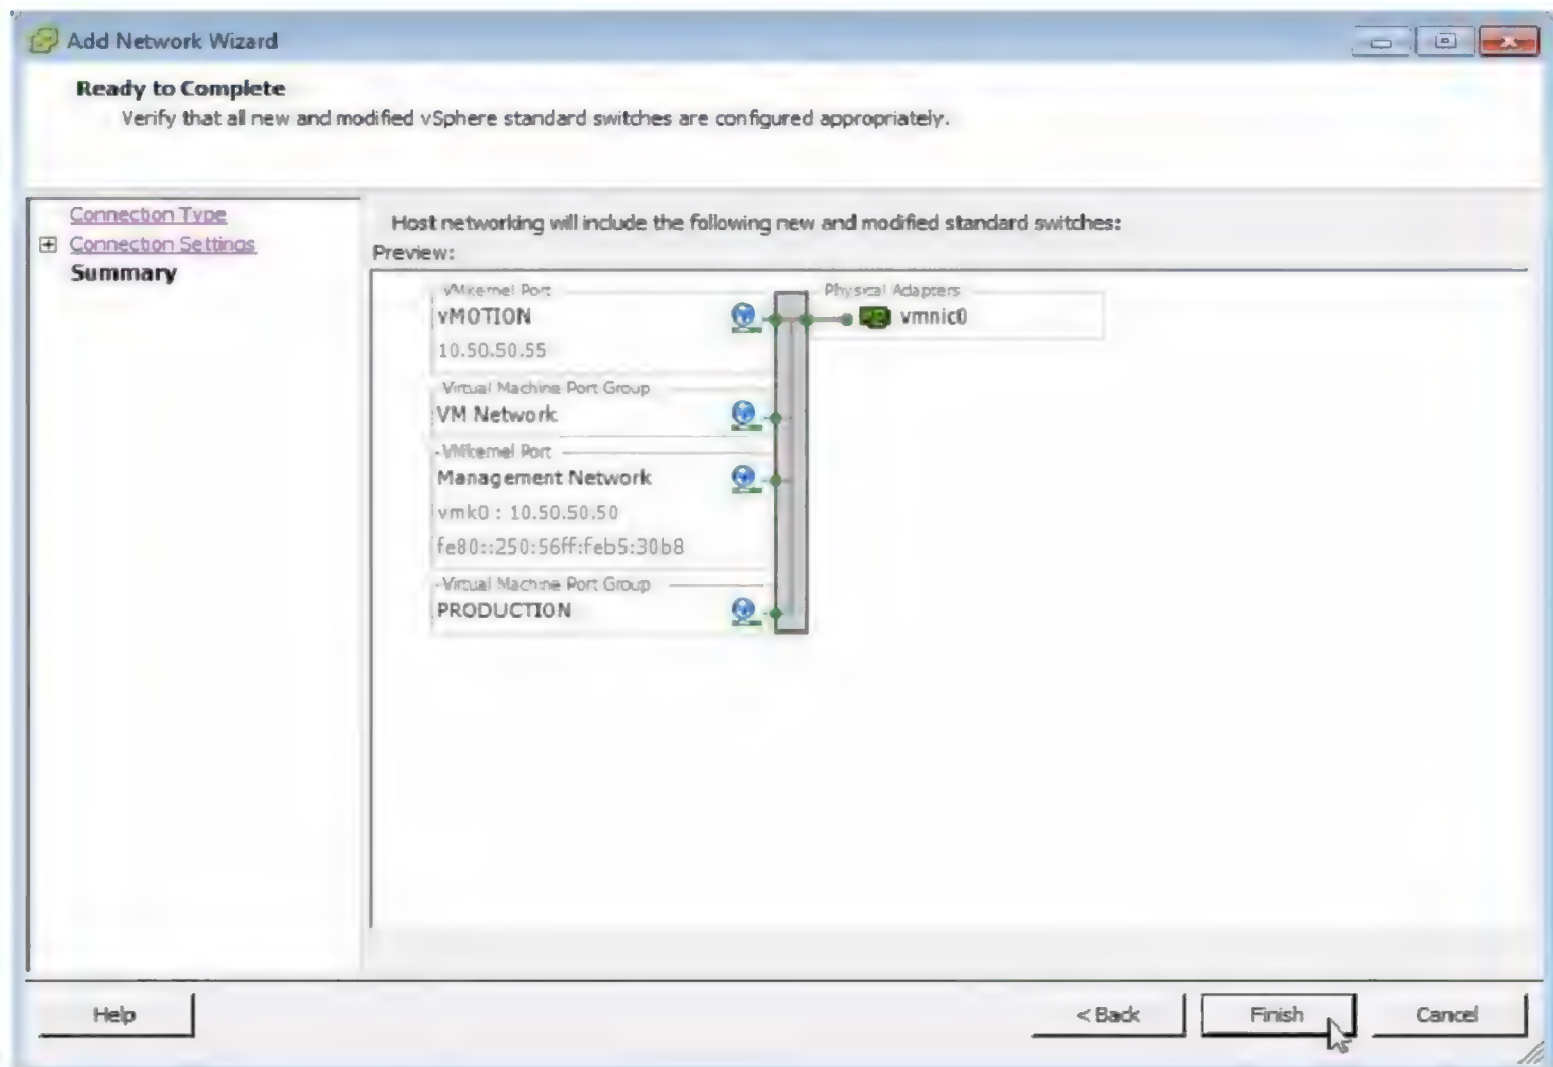 Add Network Wizard
Ready to Complete
Verify that all new and modified vSphere standard switches are configured appropriately.
Connection Type
Connection Settings
Summary
Host networking will include the following new and modified standard switches:
Preview:
VMkernel Port
vMOTION
10.50.50.55
Virtual Machine Port Group
VM Network
VMkernel Port
Management Network
vmk0 : 10.50.50.50
fe80::250:56ff:feb5:30b8
Virtual Machine Port Group
PRODUCTION
Physical Adapters
vmnic0
Help
< Back
Finish
Cancel